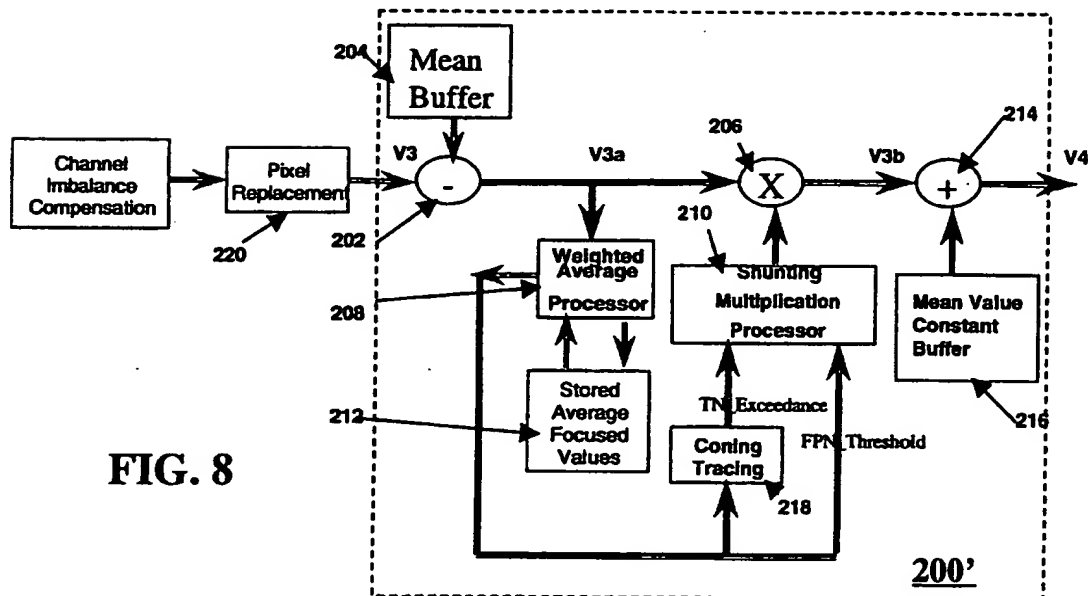 204
Mean
Buffer
Channel
Imbalance
Compensation
Pixel
Replacement
220
V3
-
202
V3a
206
X
V3b
214
+
V4
210
Weighted
Average
Processor
208
Shunting
Multiplication
Processor
Mean Value
Constant
Buffer
216
Stored
Average
Focused
Values
212
TN_Exceedance
FPN_Threshold
Coning
Tracing
218
FIG. 8
200'